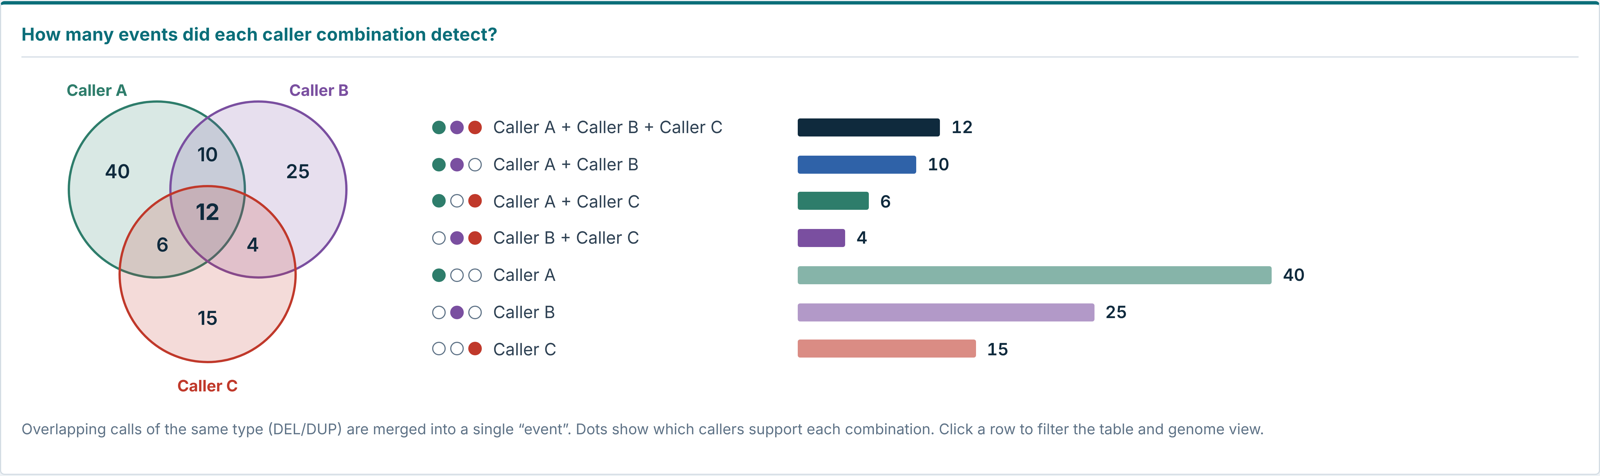 How many events did each caller combination detect?
Caller A
Caller B
40
10
25
12
6
4
15
Caller C
Caller A + Caller B + Caller C 12
Caller A + Caller B 10
Caller A + Caller C 6
Caller B + Caller C 4
Caller A 40
Caller B 25
Caller C 15
Overlapping calls of the same type (DEL/DUP) are merged into a single “event”. Dots show which callers support each combination. Click a row to filter the table and genome view.